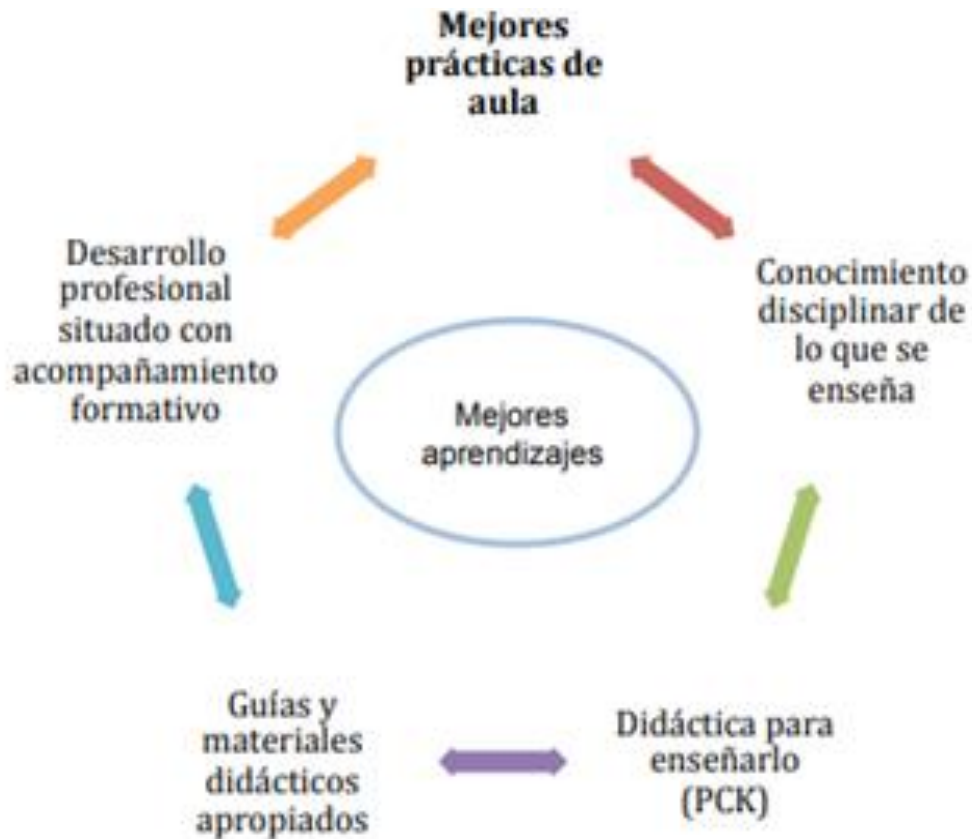 Mejores
prácticas de
aula
Desarrollo
profesional
situado con
acompañamiento
formativo
Conocimiento
disciplinar de
lo que se
enseña
Mejores
aprendizajes
Guías y
materiales
didácticos
apropiados
Didáctica para
enseñarlo
(PCK)